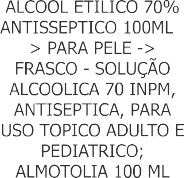 ALCOOL ETILICO 70%
ANTISSEPTICO 100ML
> PARA PELE ->
FRASCO - SOLUÇÃO
ALCOOLICA 70 INPM,
ANTISEPTICA, PARA
USO TOPICO ADULTO E
PEDIATRICO;
ALMOTOLIA 100 ML